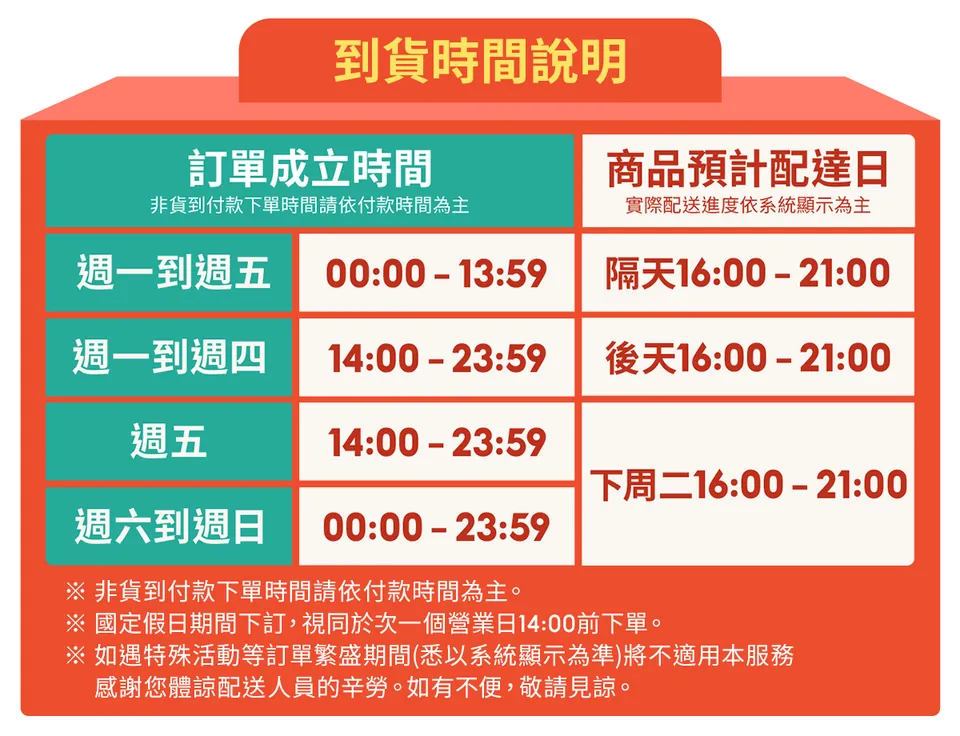 到貨時間說明
訂單成立時間
非貨到付款下單時間請依付款時間為主
商品預計配達日
實際配送進度依系統顯示為主
週一到週五
00:00 – 13:59
隔天16:00 – 21:00
週一到週四
14:00 – 23:59
後天16:00 – 21:00
週五
14:00 – 23:59
下周二16:00 – 21:00
週六到週日
00:00 – 23:59
※ 非貨到付款下單時間請依付款時間為主。
※ 國定假日期間下訂，視同於次一個營業日14:00前下單。
※ 如遇特殊活動等訂單繁盛期間(悉以系統顯示為準)將不適用本服務
感謝您體諒配送人員的辛勞。如有不便，敬請見諒。